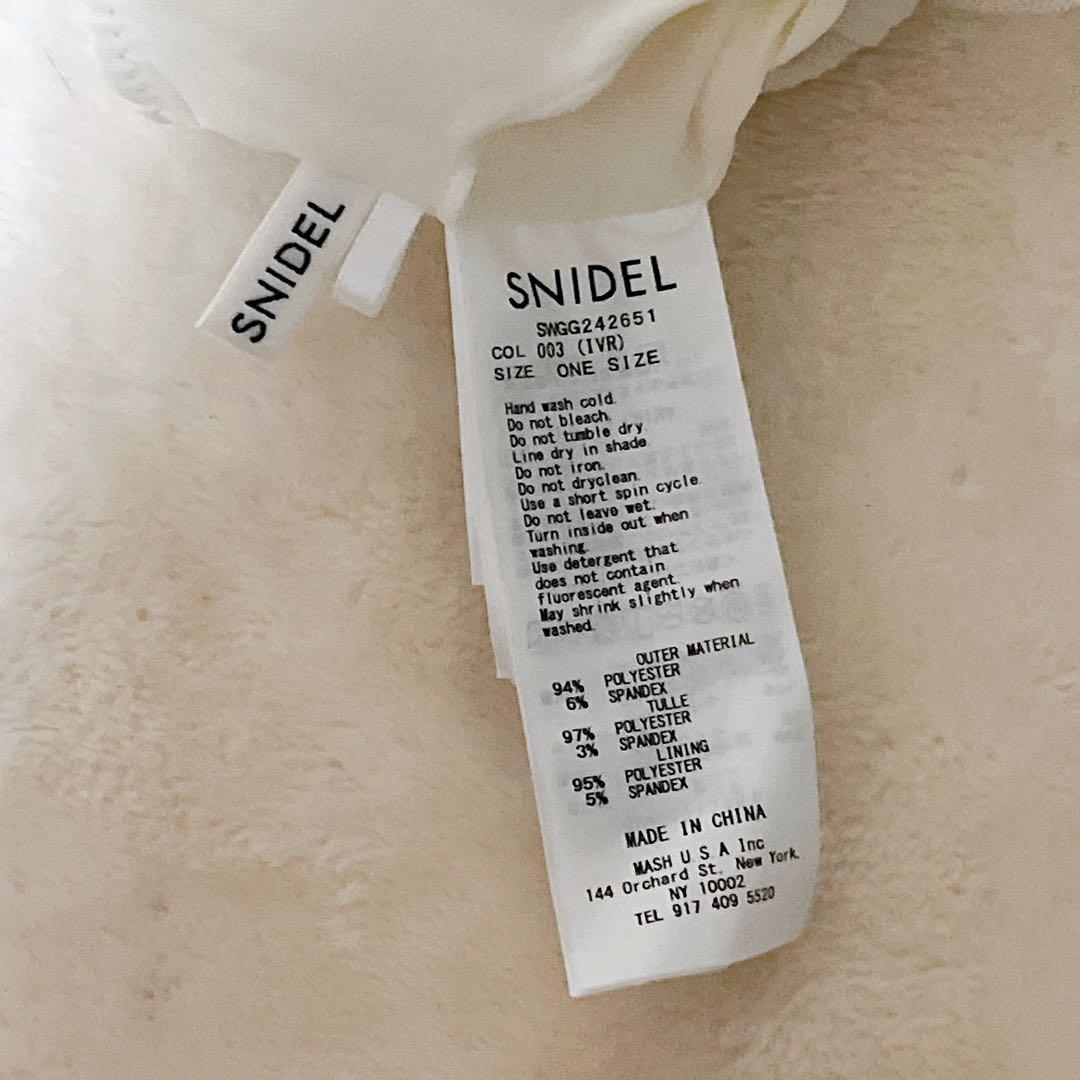 SNIDEL
SNIDEL
SWGG242651
COL 003 (IVR)
SIZE ONE SIZE
Hand wash cold.
Do not bleach.
Do not tumble dry.
Line dry in shade.
Do not iron.
Do not dryclean.
Use a short spin cycle.
Do not leave wet.
Turn inside out when
washing.
Use detergent that
does not contain
fluorescent agent.
May shrink slightly when
washed.
OUTER MATERIAL
94% POLYESTER
6% SPANDEX
TULLE
97% POLYESTER
3% SPANDEX
LINING
95% POLYESTER
5% SPANDEX
MADE IN CHINA
MASH U S A Inc
144 Orchard St. New York.
NY 10002
TEL 917 409 5520